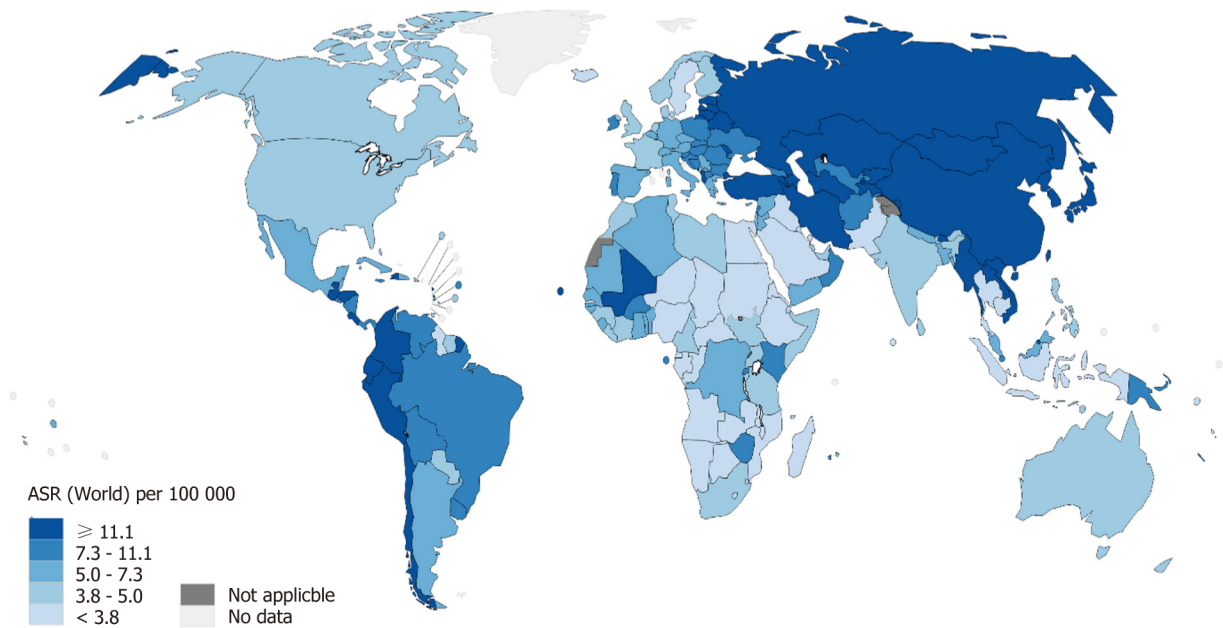 ASR (World) per 100 000
≥ 11.1
7.3 - 11.1
5.0 - 7.3
3.8 - 5.0
< 3.8
Not applicble
No data